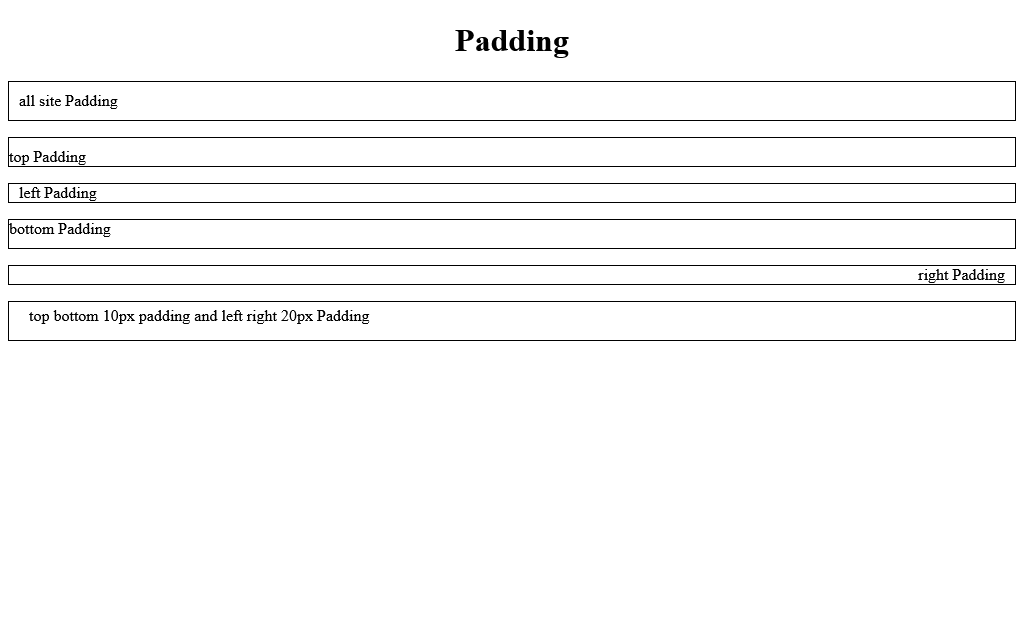 Padding
all site Padding
top Padding
left Padding
bottom Padding
right Padding
top bottom 10px padding and left right 20px Padding